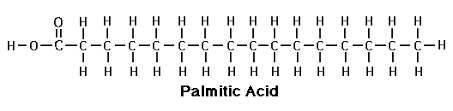 O H H H H H H H H H H H H H H H
H-O-C-C-C-C-C-C-C-C-C-C-C-C-C-C-C-C-H
H H H H H H H H H H H H H H H
Palmitic Acid